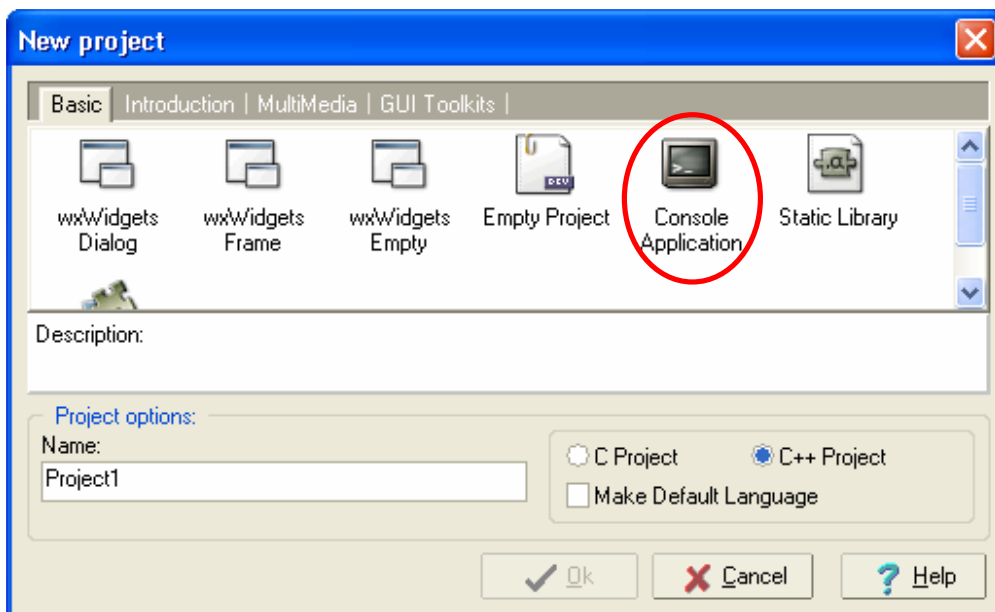 New project
Basic Introduction | MultiMedia | GUI Toolkits |
wxWidgets Dialog
wxWidgets Frame
wxWidgets Empty
DEV
Empty Project
>_
Console Application
.a
Static Library
Description:
Project options:
Name:
Project1
C Project
C++ Project
Make Default Language
Ok
Cancel
? Help